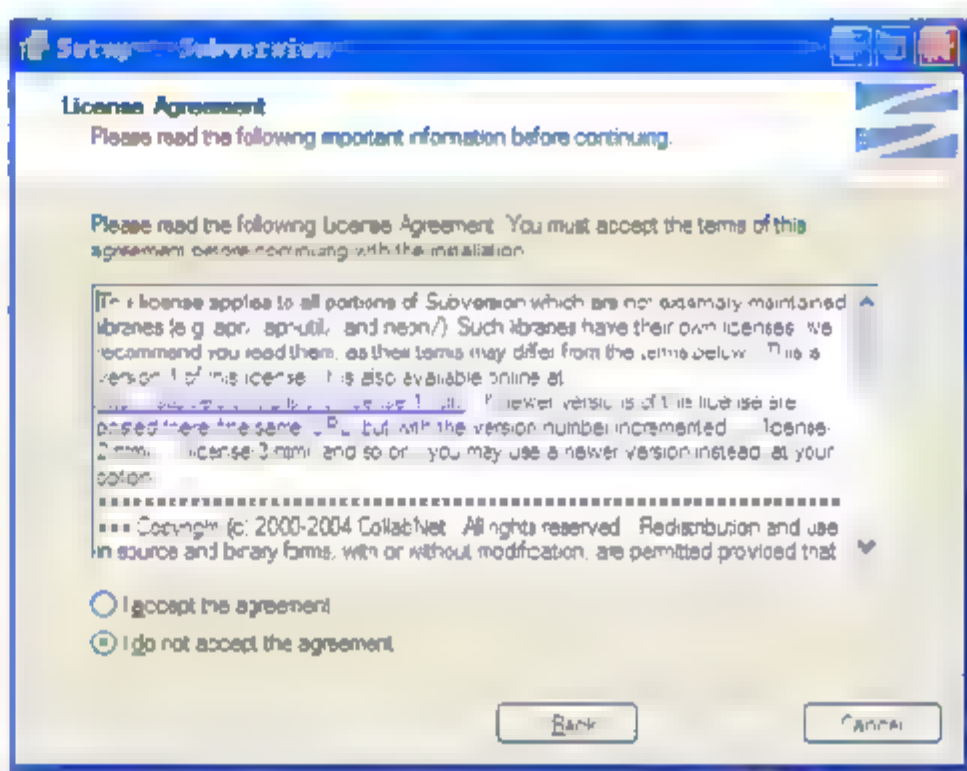 Setup - Subversion
License Agreement
Please read the following important information before continuing.
Please read the following License Agreement. You must accept the terms of this
agreement before continuing with the installation.
This license applies to all portions of Subversion which are not externally maintained
libraries (e.g. apr/, apr-util/, and neon/). Such libraries have their own licenses; we
recommend you read them, as their terms may differ from the terms below. This is
version 1 of this license. It is also available online at
If newer versions of this license are
posted there (the same URL, but with the version number incremented: license-
2.html, license-3.html, and so on), you may use a newer version instead, at your
option.
Copyright (c) 2000-2004 CollabNet. All rights reserved. Redistribution and use
in source and binary forms, with or without modification, are permitted provided that
I accept the agreement
I do not accept the agreement
Back
Cancel